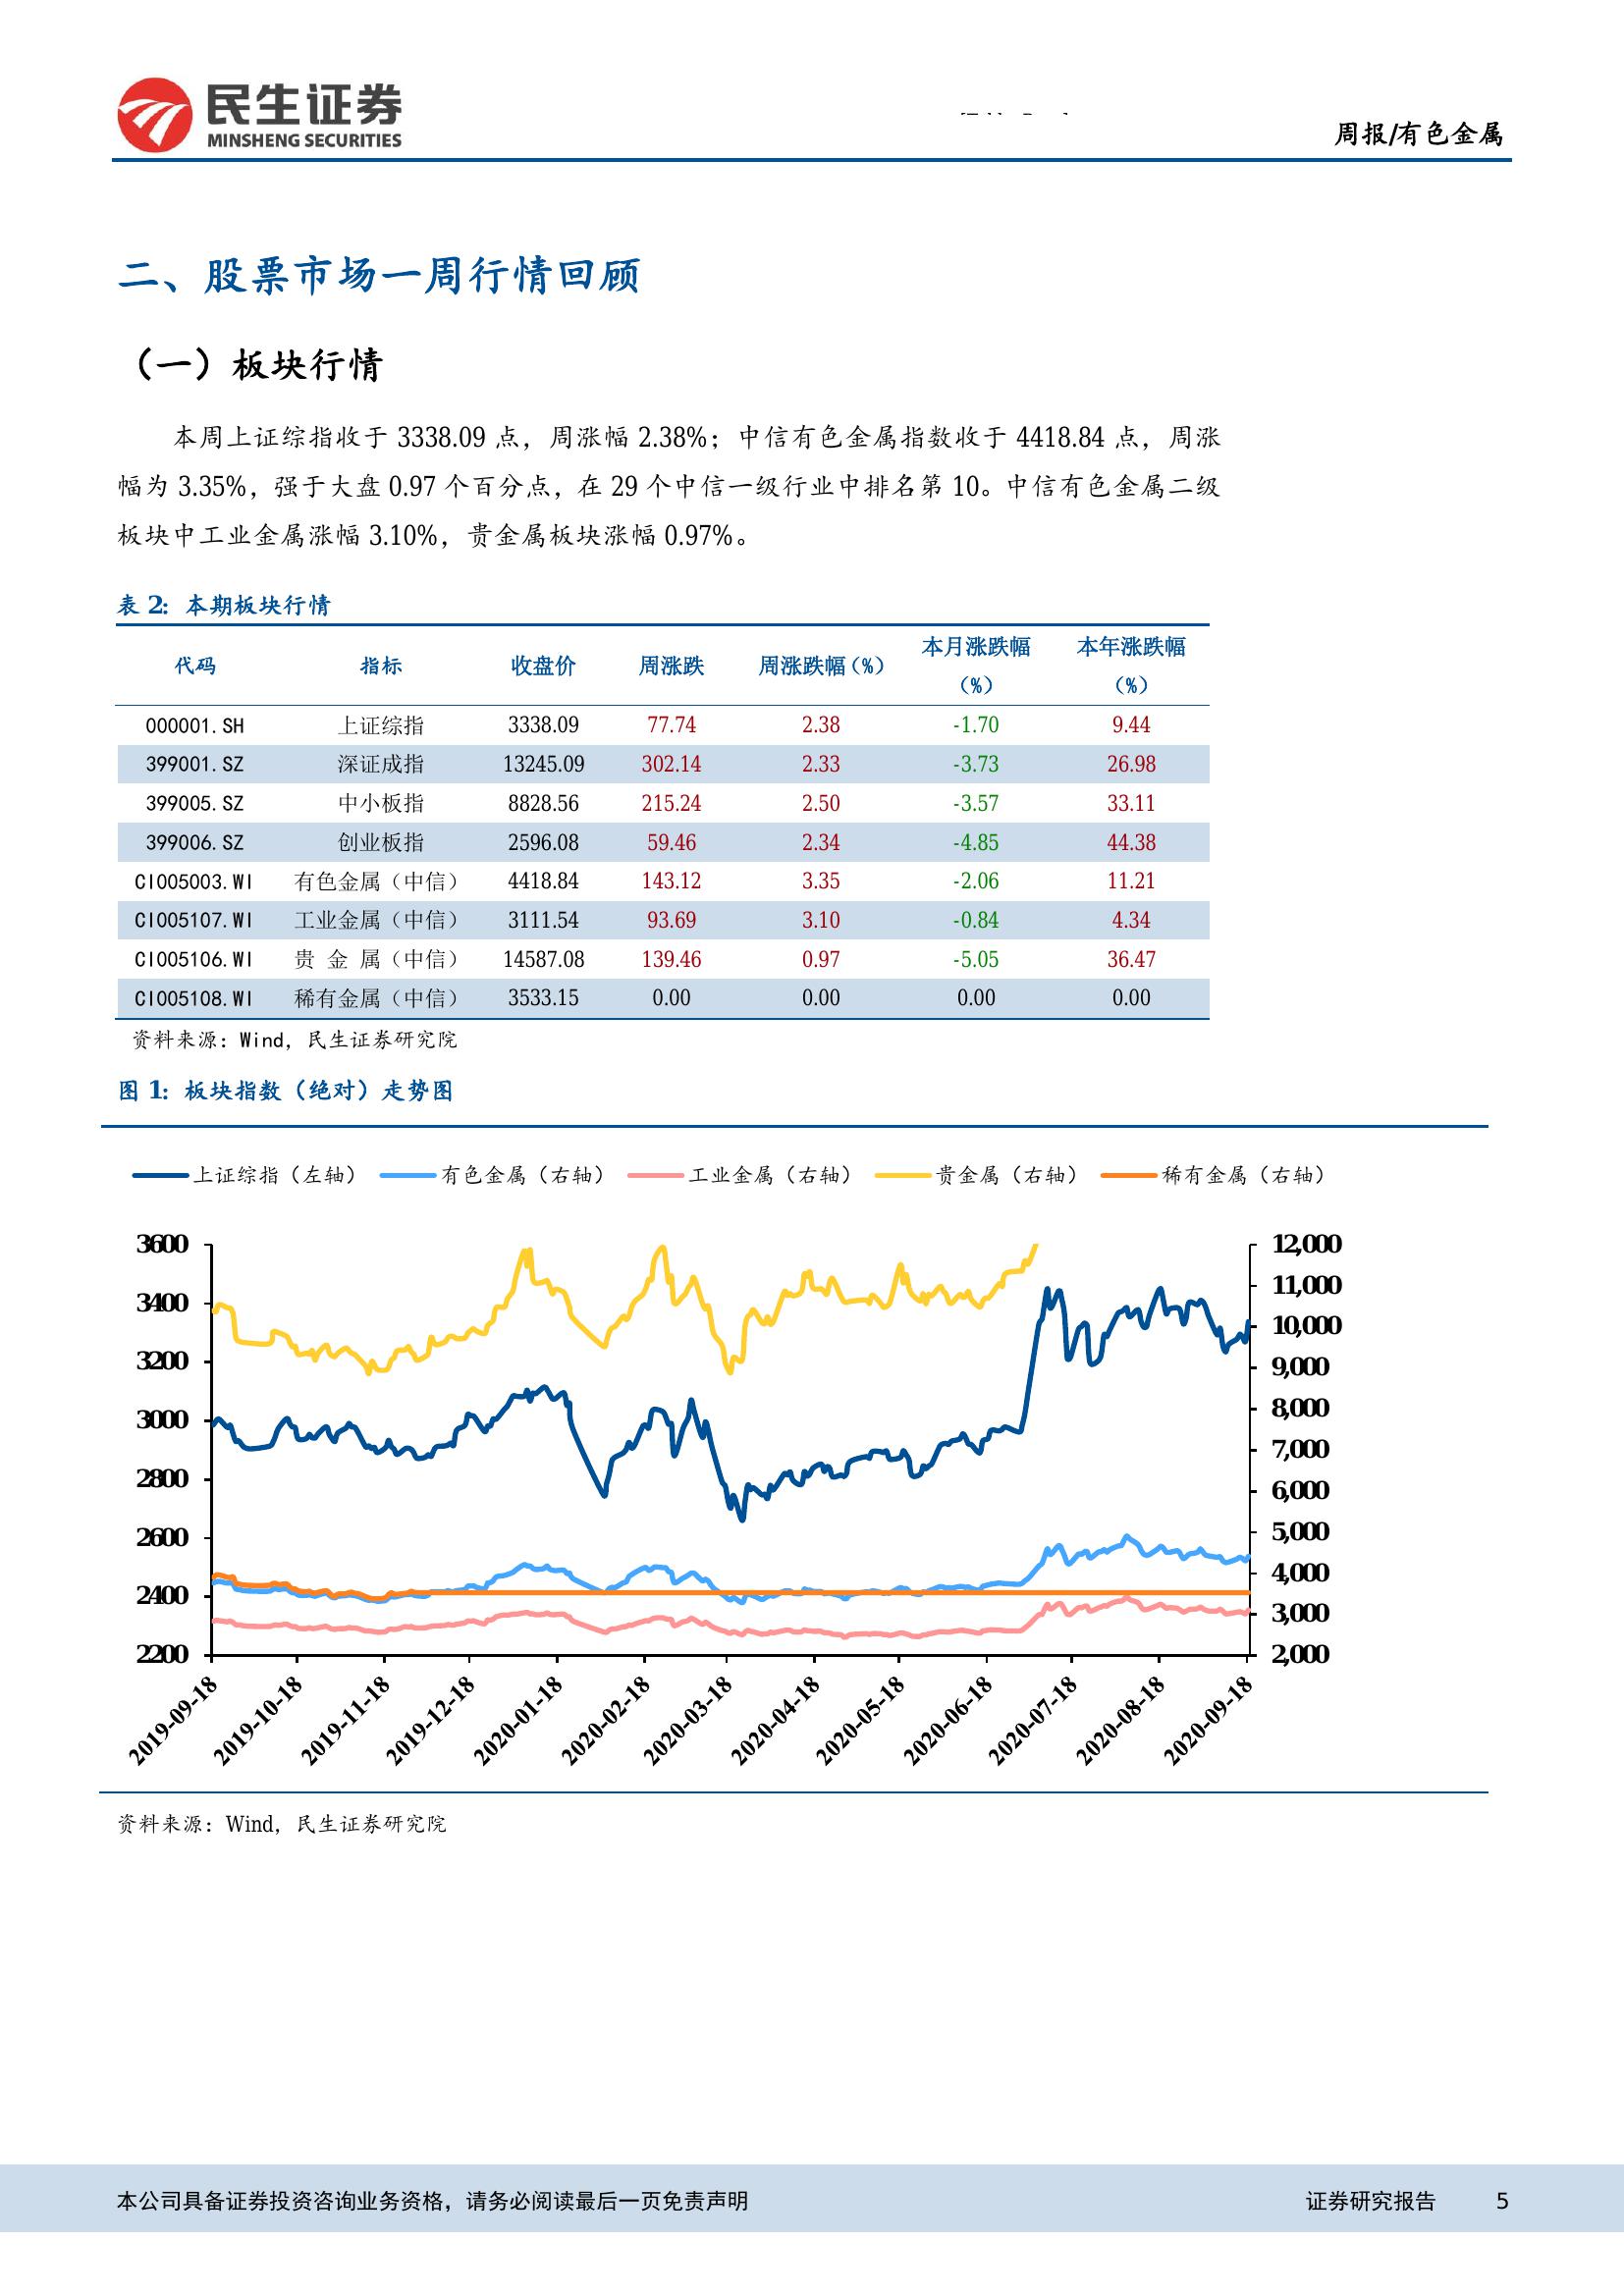 民生证券
MINSHENG SECURITIES
周报/有色金属
二、股票市场一周行情回顾
（一）板块行情
本周上证综指收于 3338.09 点，周涨幅 2.38%；中信有色金属指数收于 4418.84 点，周涨
幅为 3.35%，强于大盘 0.97 个百分点，在 29 个中信一级行业中排名第 10。中信有色金属二级
板块中工业金属涨幅 3.10%，贵金属板块涨幅 0.97%。
表 2：本期板块行情
代码 指标 收盘价 周涨跌 周涨跌幅(%) 本月涨跌幅(%) 本年涨跌幅(%)
000001.SH 上证综指 3338.09 77.74 2.38 -1.70 9.44
399001.SZ 深证成指 13245.09 302.14 2.33 -3.73 26.98
399005.SZ 中小板指 8828.56 215.24 2.50 -3.57 33.11
399006.SZ 创业板指 2596.08 59.46 2.34 -4.85 44.38
CI005003.WI 有色金属（中信） 4418.84 143.12 3.35 -2.06 11.21
CI005107.WI 工业金属（中信） 3111.54 93.69 3.10 -0.84 4.34
CI005106.WI 贵 金 属（中信） 14587.08 139.46 0.97 -5.05 36.47
CI005108.WI 稀有金属（中信） 3533.15 0.00 0.00 0.00 0.00
资料来源：Wind，民生证券研究院
图 1：板块指数（绝对）走势图
上证综指（左轴） 有色金属（右轴） 工业金属（右轴） 贵金属（右轴） 稀有金属（右轴）
3600
3400
3200
3000
2800
2600
2400
2200
12,000
11,000
10,000
9,000
8,000
7,000
6,000
5,000
4,000
3,000
2,000
2019-09-18
2019-10-18
2019-11-18
2019-12-18
2020-01-18
2020-02-18
2020-03-18
2020-04-18
2020-05-18
2020-06-18
2020-07-18
2020-08-18
2020-09-18
资料来源：Wind，民生证券研究院
本公司具备证券投资咨询业务资格，请务必阅读最后一页免责声明
证券研究报告 5